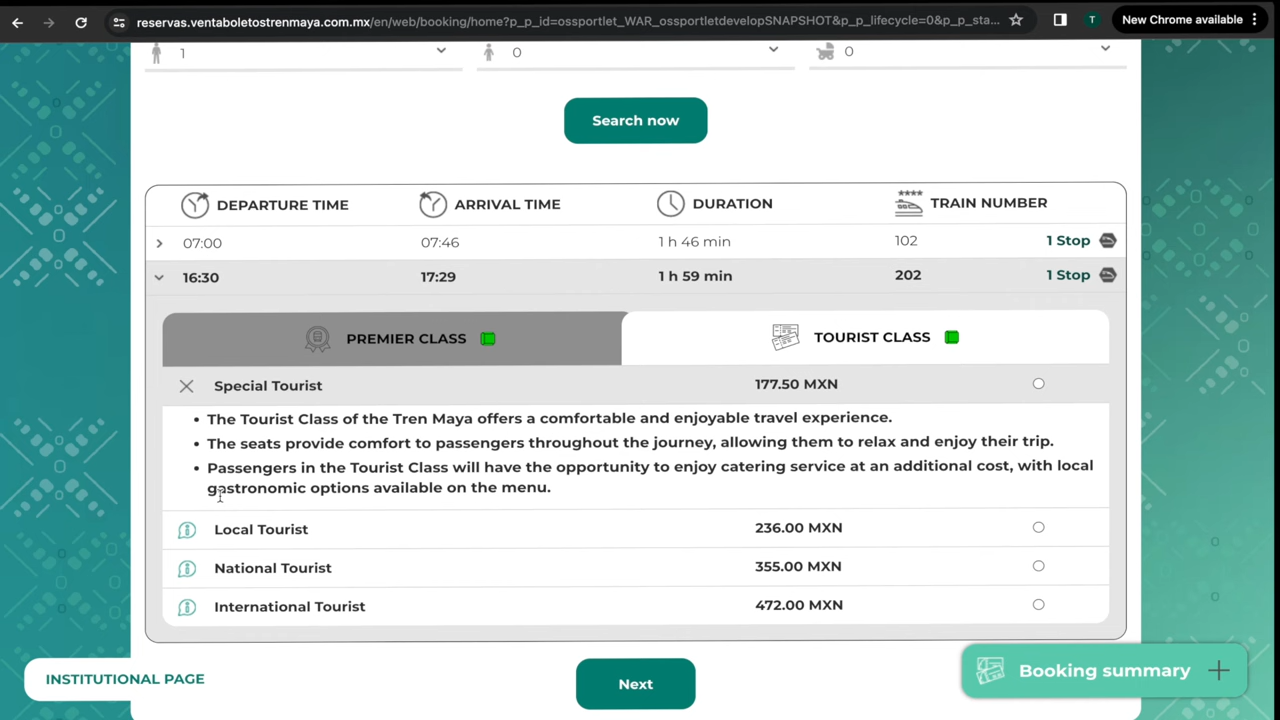 reservas.ventaboletostrenmaya.com.mx/en/web/booking/home?p_p_id=ossportlet_WAR_ossportletdevelopSNAPSHOT&p_p_lifecycle=0&p_p_sta...
T
New Chrome available
1
0
0
Search now
DEPARTURE TIME ARRIVAL TIME DURATION TRAIN NUMBER
07:00 07:46 1 h 46 min 102 1 Stop
16:30 17:29 1 h 59 min 202 1 Stop
PREMIER CLASS TOURIST CLASS
Special Tourist 177.50 MXN
• The Tourist Class of the Tren Maya offers a comfortable and enjoyable travel experience.
• The seats provide comfort to passengers throughout the journey, allowing them to relax and enjoy their trip.
• Passengers in the Tourist Class will have the opportunity to enjoy catering service at an additional cost, with local
gastronomic options available on the menu.
Local Tourist 236.00 MXN
National Tourist 355.00 MXN
International Tourist 472.00 MXN
INSTITUTIONAL PAGE
Next
Booking summary +